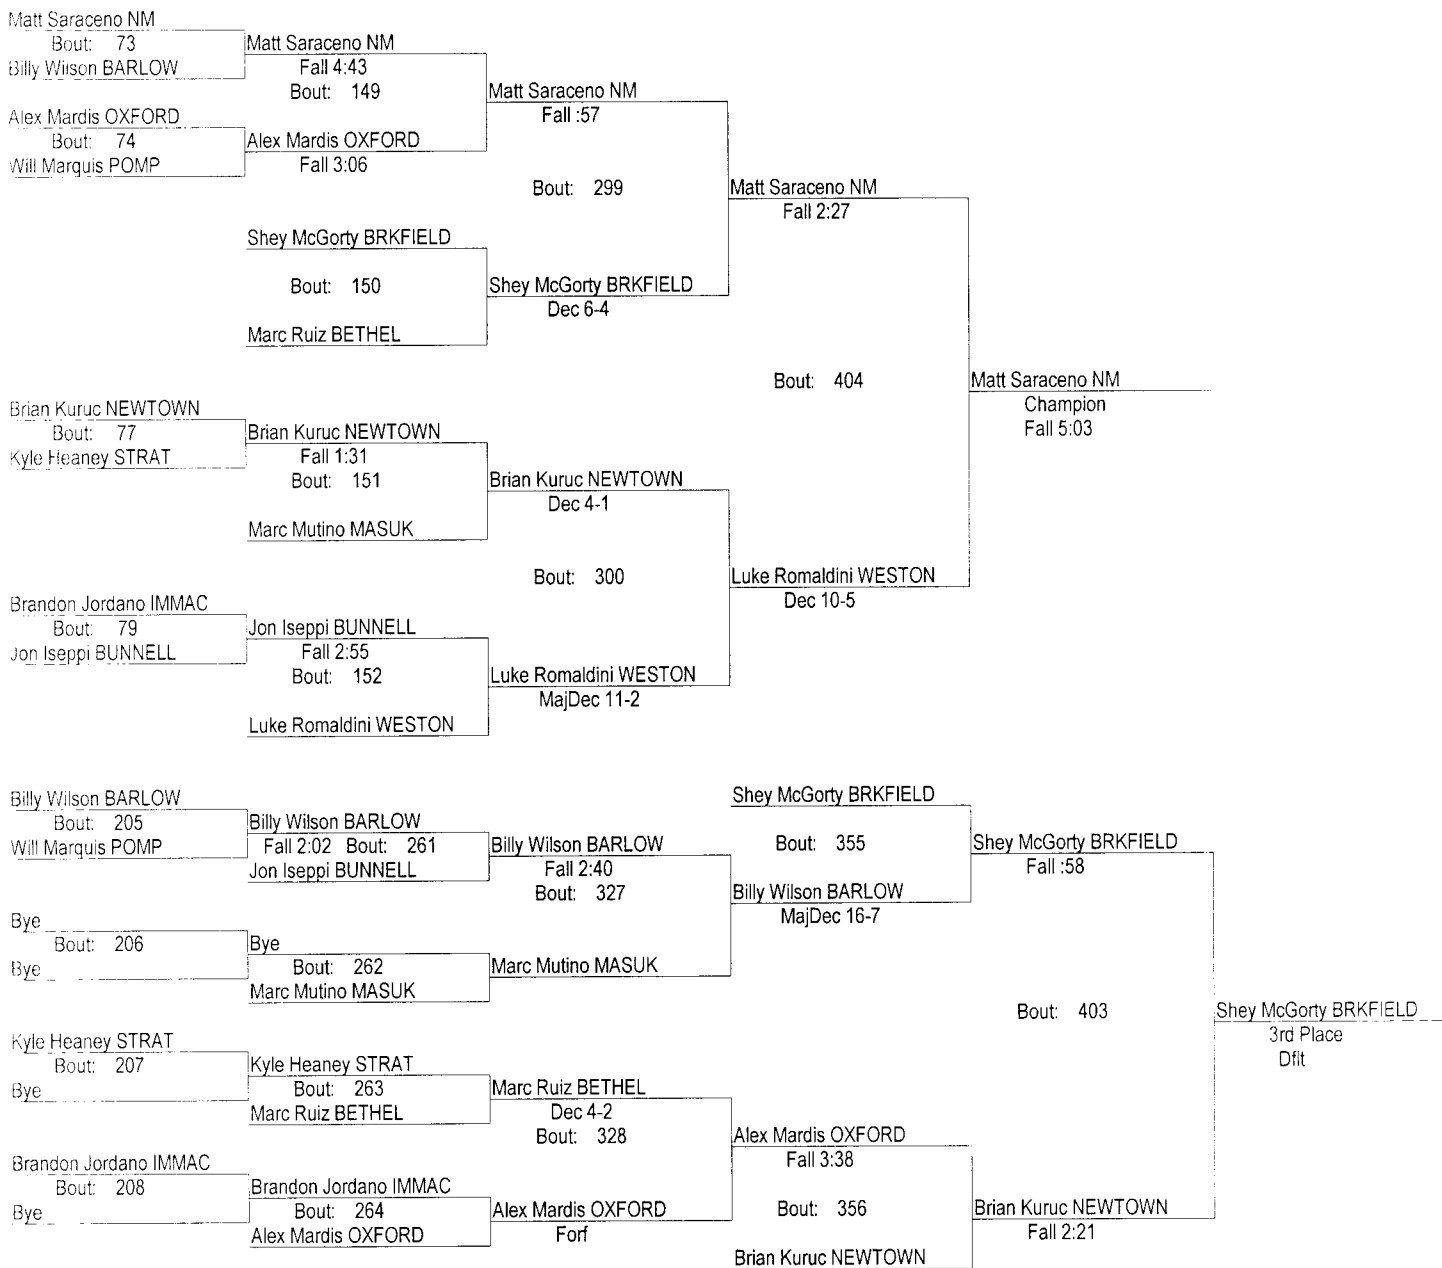 Matt Saraceno NM
Bout: 73
Billy Wilson BARLOW
Matt Saraceno NM
Fall 4:43
Bout: 149
Alex Mardis OXFORD
Bout: 74
Will Marquis POMP
Alex Mardis OXFORD
Fall 3:06
Matt Saraceno NM
Fall :57
Bout: 299
Shey McGorty BRKFIELD
Bout: 150
Marc Ruiz BETHEL
Shey McGorty BRKFIELD
Dec 6-4
Matt Saraceno NM
Fall 2:27
Bout: 404
Matt Saraceno NM
Champion
Fall 5:03
Brian Kuruc NEWTOWN
Bout: 77
Kyle Heaney STRAT
Brian Kuruc NEWTOWN
Fall 1:31
Bout: 151
Marc Mutino MASUK
Brian Kuruc NEWTOWN
Dec 4-1
Bout: 300
Brandon Jordano IMMAC
Bout: 79
Jon Iseppi BUNNELL
Jon Iseppi BUNNELL
Fall 2:55
Bout: 152
Luke Romaldini WESTON
Luke Romaldini WESTON
MajDec 11-2
Luke Romaldini WESTON
Dec 10-5
Billy Wilson BARLOW
Bout: 205
Will Marquis POMP
Billy Wilson BARLOW
Fall 2:02 Bout: 261
Jon Iseppi BUNNELL
Billy Wilson BARLOW
Fall 2:40
Bout: 327
Bye
Bout: 206
Bye
Bye
Bout: 262
Marc Mutino MASUK
Marc Mutino MASUK
Shey McGorty BRKFIELD
Bout: 355
Billy Wilson BARLOW
MajDec 16-7
Shey McGorty BRKFIELD
Fall :58
Bout: 403
Shey McGorty BRKFIELD
3rd Place
Dflt
Kyle Heaney STRAT
Bout: 207
Bye
Kyle Heaney STRAT
Bout: 263
Marc Ruiz BETHEL
Marc Ruiz BETHEL
Dec 4-2
Bout: 328
Brandon Jordano IMMAC
Bout: 208
Bye
Brandon Jordano IMMAC
Bout: 264
Alex Mardis OXFORD
Alex Mardis OXFORD
Forf
Alex Mardis OXFORD
Fall 3:38
Bout: 356
Brian Kuruc NEWTOWN
Brian Kuruc NEWTOWN
Fall 2:21